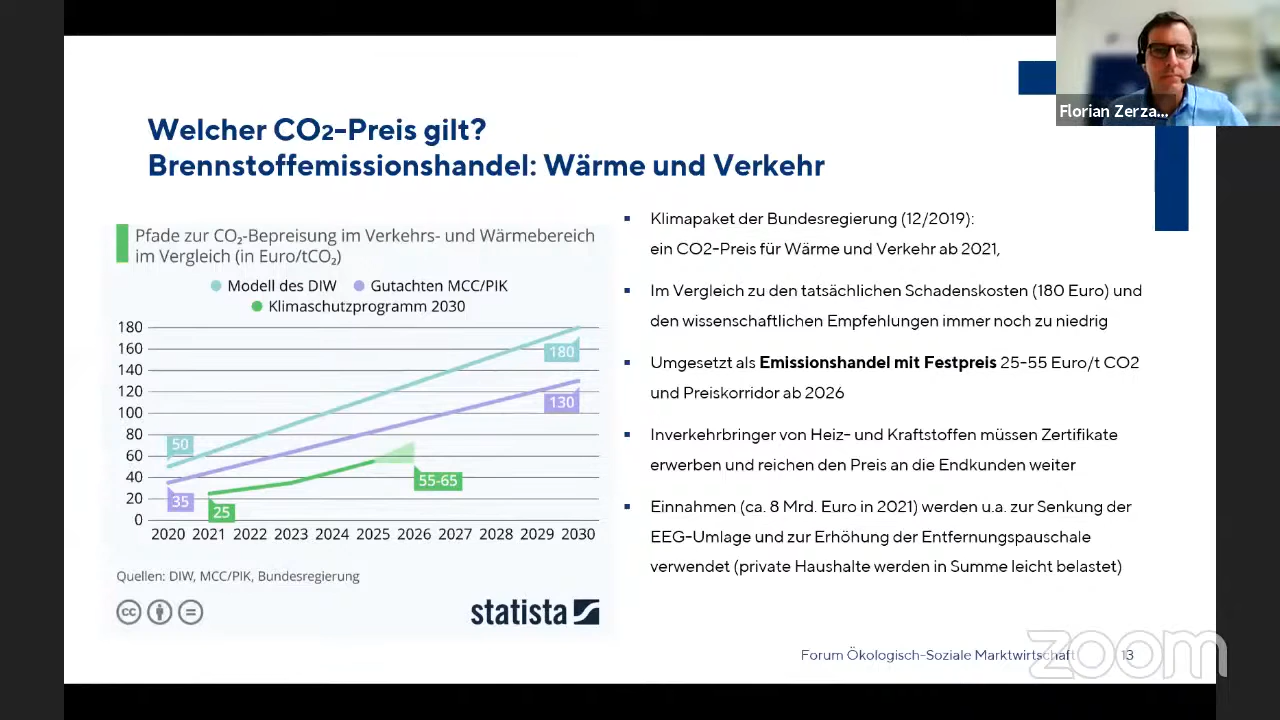 Florian Zerza...
Welcher CO2-Preis gilt?
Brennstoffemissionshandel: Wärme und Verkehr
Pfade zur CO₂-Bepreisung im Verkehrs- und Wärmebereich
im Vergleich (in Euro/tCO₂)
Modell des DIW Gutachten MCC/PIK
Klimaschutzprogramm 2030
180
160
140
120
100
80
60
40
20
0
180
130
50
55-65
35
25
2020 2021 2022 2023 2024 2025 2026 2027 2028 2029 2030
Quellen: DIW, MCC/PIK, Bundesregierung
cc
statista
Klimapaket der Bundesregierung (12/2019):
ein CO2-Preis für Wärme und Verkehr ab 2021,
Im Vergleich zu den tatsächlichen Schadenskosten (180 Euro) und
den wissenschaftlichen Empfehlungen immer noch zu niedrig
Umgesetzt als Emissionshandel mit Festpreis 25-55 Euro/t CO2
und Preiskorridor ab 2026
Inverkehrbringer von Heiz- und Kraftstoffen müssen Zertifikate
erwerben und reichen den Preis an die Endkunden weiter
Einnahmen (ca. 8 Mrd. Euro in 2021) werden u.a. zur Senkung der
EEG-Umlage und zur Erhöhung der Entfernungspauschale
verwendet (private Haushalte werden in Summe leicht belastet)
Forum Ökologisch-Soziale Marktwirtschaft 13
zoom